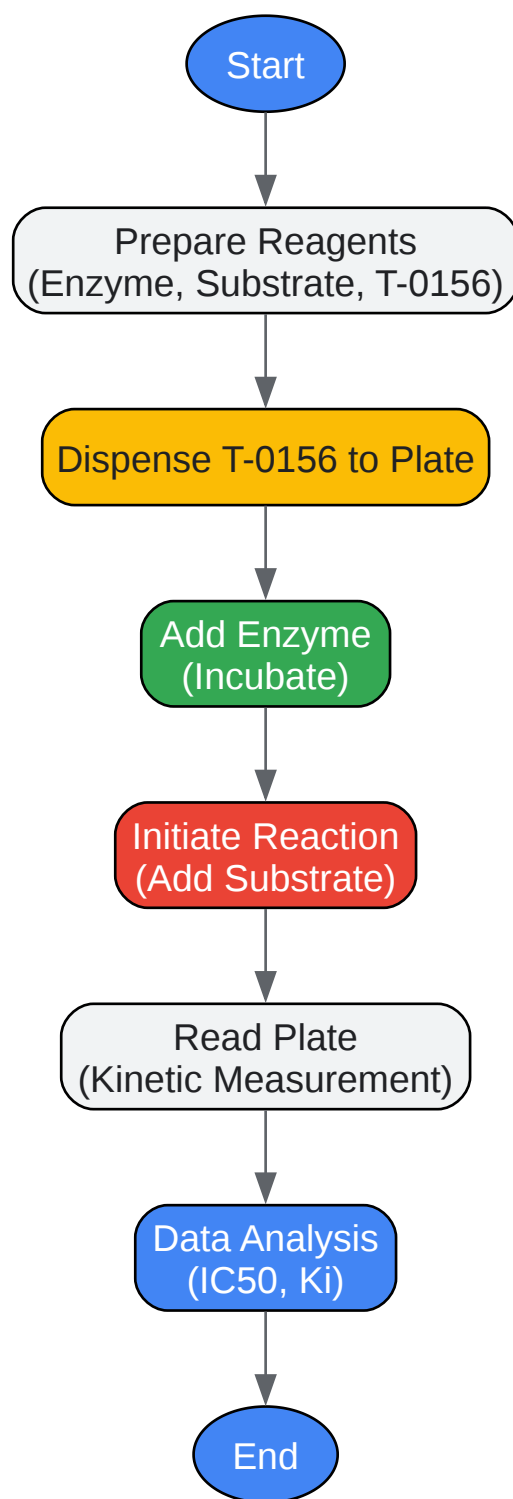 Start
Prepare Reagents
(Enzyme, Substrate, T-0156)
Dispense T-0156 to Plate
Add Enzyme
(Incubate)
Initiate Reaction
(Add Substrate)
Read Plate
(Kinetic Measurement)
Data Analysis
(IC50, Ki)
End